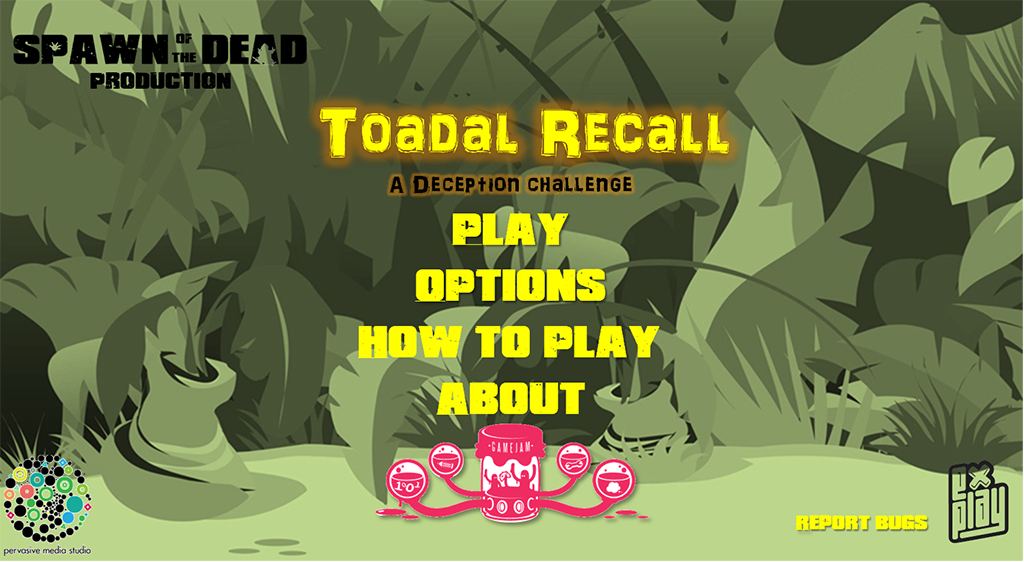 SPAWN OF THE DEAD
PRODUCTION
TOADAL RECALL
A DECEPTION CHALLENGE
PLAY
OPTIONS
HOW TO PLAY
ABOUT
GAMEJAM
REPORT BUGS
explay
pervasive media studio